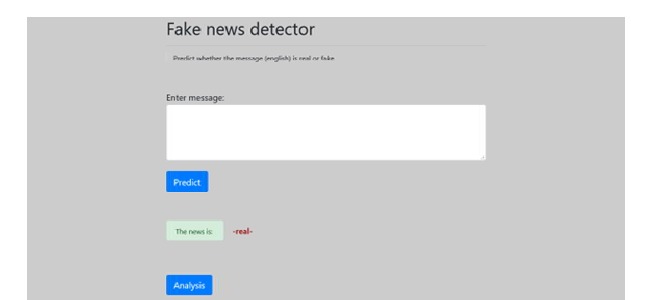 Fake news detector
Predict whether the message (english) is real or fake
Enter message:
Predict
The news is: -real-
Analysis